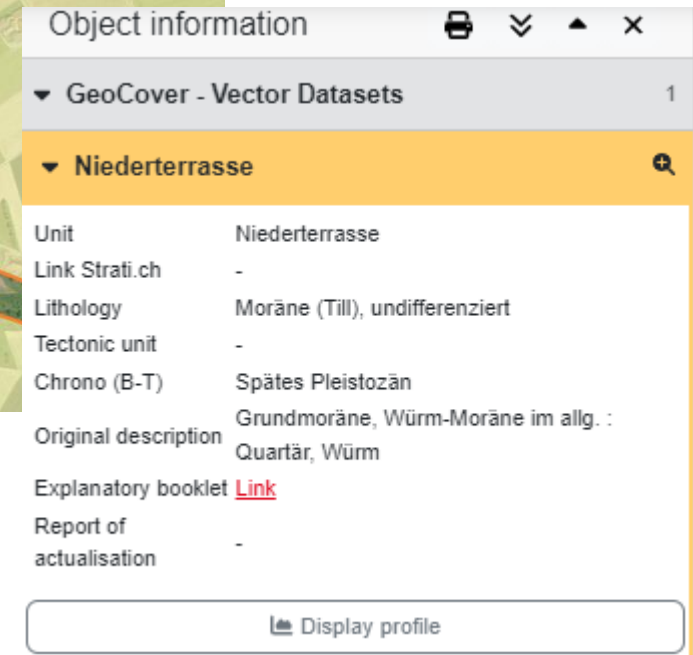 Object information
GeoCover - Vector Datasets 1
Niederterrasse
Unit Niederterrasse
Link Strati.ch -
Lithology Moräne (Till), undifferenziert
Tectonic unit -
Chrono (B-T) Spätes Pleistozän
Original description Grundmoräne, Würm-Moräne im allg. :
Quartär, Würm
Explanatory booklet Link
Report of
actualisation -
Display profile